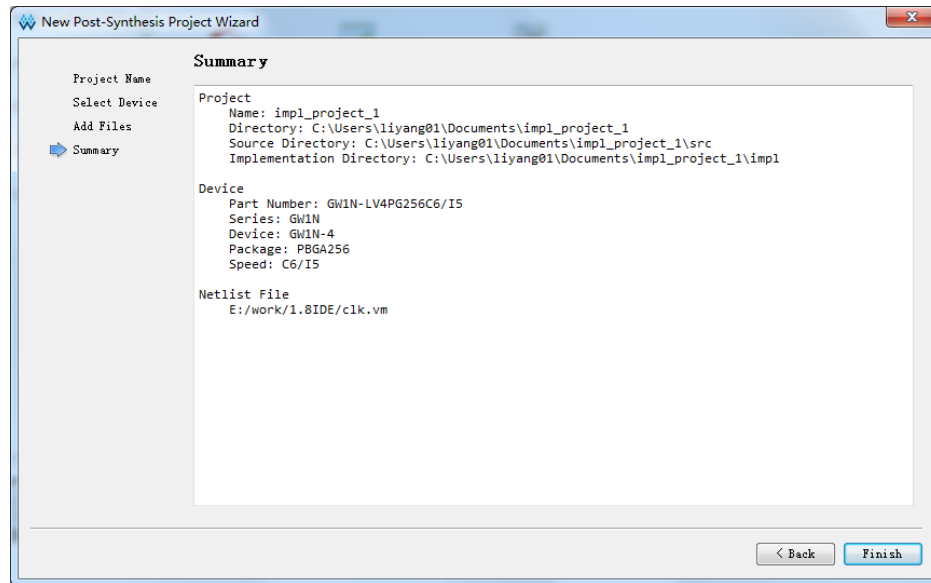 New Post-Synthesis Project Wizard
Project Name
Select Device
Add Files
Summary
Summary
Project
Name: impl_project_1
Directory: C:\Users\liyang01\Documents\impl_project_1
Source Directory: C:\Users\liyang01\Documents\impl_project_1\src
Implementation Directory: C:\Users\liyang01\Documents\impl_project_1\impl
Device
Part Number: GW1N-LV4PG256C6/I5
Series: GW1N
Device: GW1N-4
Package: PBGA256
Speed: C6/I5
Netlist File
E:/work/1.8IDE/clk.vm
< Back
Finish